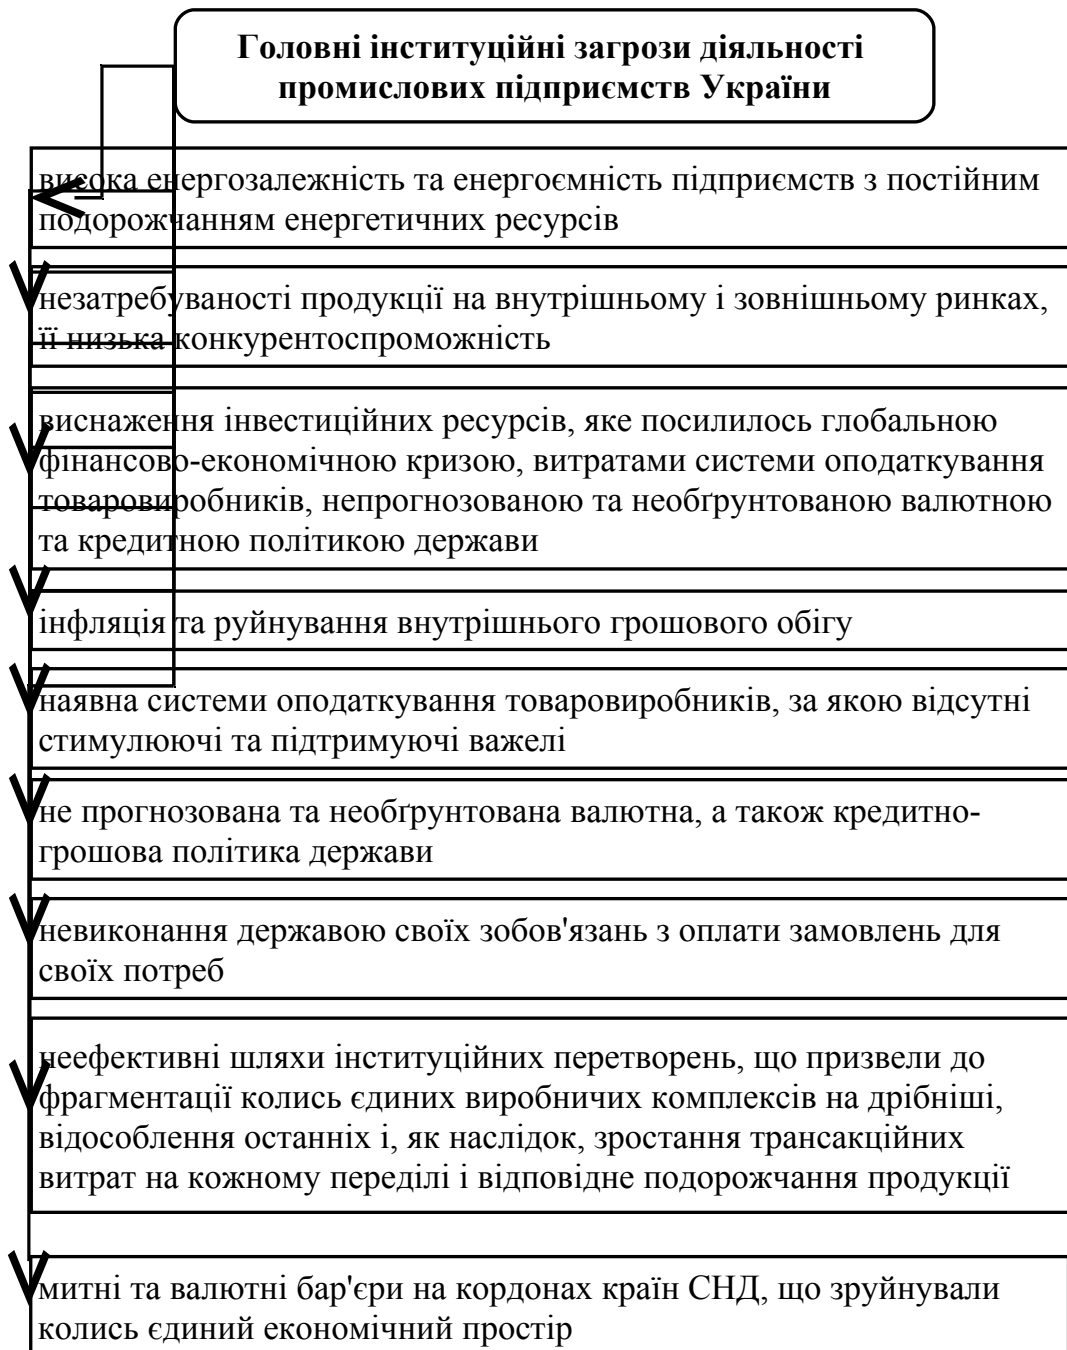 Головні інституційні загрози діяльності
промислових підприємств України
висока енергозалежність та енергоємність підприємств з постійним
подорожчанням енергетичних ресурсів
незатребуваності продукції на внутрішньому і зовнішньому ринках,
її низька конкурентоспроможність
виснаження інвестиційних ресурсів, яке посилилось глобальною
фінансово-економічною кризою, витратами системи оподаткування
товаровиробників, непрогнозованою та необґрунтованою валютною
та кредитною політикою держави
інфляція та руйнування внутрішнього грошового обігу
наявна системи оподаткування товаровиробників, за якою відсутні
стимулюючі та підтримуючі важелі
не прогнозована та необґрунтована валютна, а також кредитно-
грошова політика держави
невиконання державою своїх зобов'язань з оплати замовлень для
своїх потреб
неефективні шляхи інституційних перетворень, що призвели до
фрагментації колись єдиних виробничих комплексів на дрібніші,
відособлення останніх і, як наслідок, зростання трансакційних
витрат на кожному переділі і відповідне подорожчання продукції
митні та валютні бар'єри на кордонах країн СНД, що зруйнували
колись єдиний економічний простір